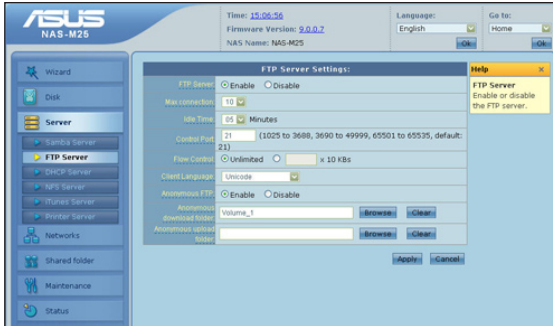 ASUS
NAS-M25
Time: 15:06:56
Firmware Version: 9.0.0.7
NAS Name: NAS-M25
Language:
English
Ok
Go to:
Home
Ok
Wizard
Disk
Server
Samba Server
FTP Server
DHCP Server
NFS Server
iTunes Server
Printer Server
Networks
Shared folder
Maintenance
Status
FTP Server Settings:
FTP Server: Enable Disable
Max connection: 10
Idle Time: 05 Minutes
Control Port: 21 (1025 to 3688, 3690 to 49999, 65501 to 65535, default:
21)
Flow Control: Unlimited x 10 KBs
Client Language: Unicode
Anonymous FTP: Enable Disable
Anonymous
download folder: Volume_1 Browse Clear
Anonymous upload
folder: Browse Clear
Apply Cancel
Help ×
FTP Server
Enable or disable
the FTP server.